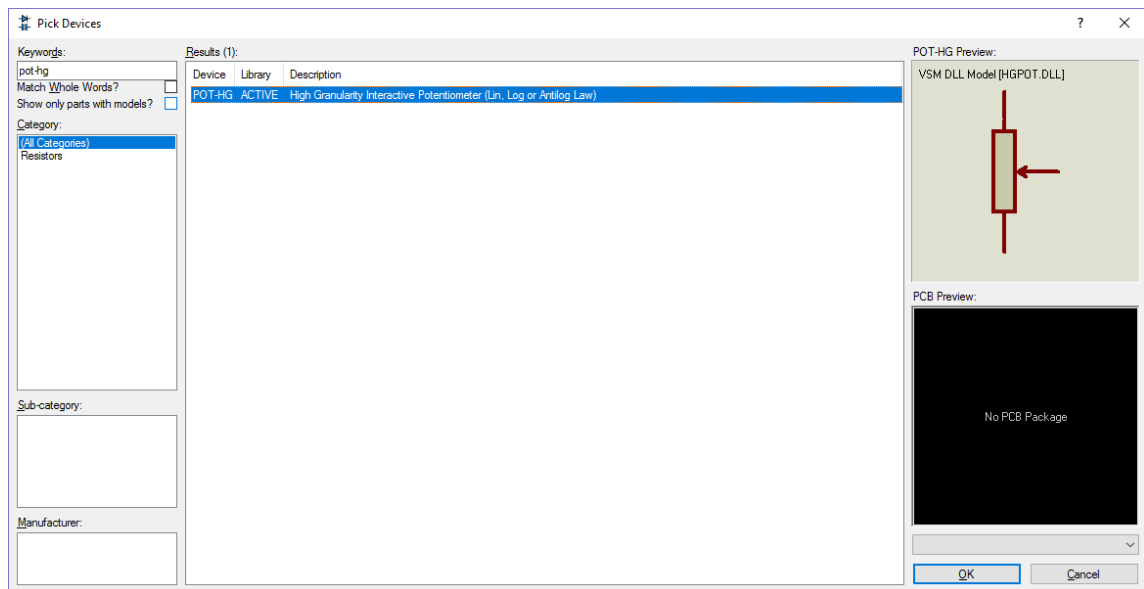 Pick Devices
?
Keywords:
pot-hg
Match Whole Words?
Show only parts with models?
Category:
(All Categories)
Resistors
Sub-category:
Manufacturer:
Results (1):
Device Library Description
POT-HG ACTIVE High Granularity Interactive Potentiometer (Lin, Log or Antilog Law)
POT-HG Preview:
VSM DLL Model [HGPOT.DLL]
PCB Preview:
No PCB Package
OK Cancel